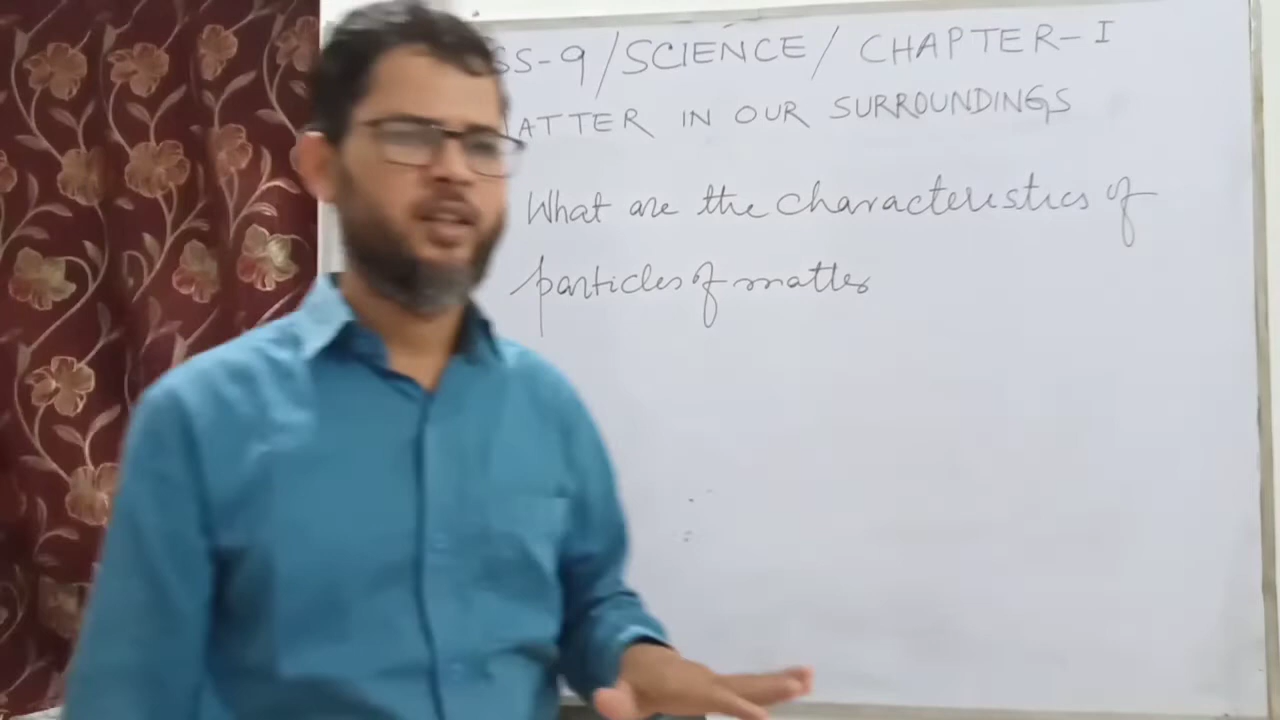 SS-9/SCIENCE/ CHAPTER-I
ATTER IN OUR SURROUNDINGS
What are the characteristics of
particles of matter